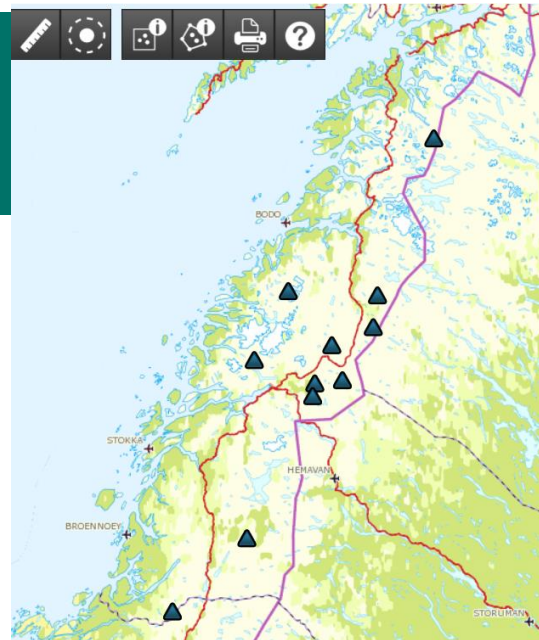 i
i
?
BODO
STOKKA
HEMAVAN
BROENNOEY
STORUMAN